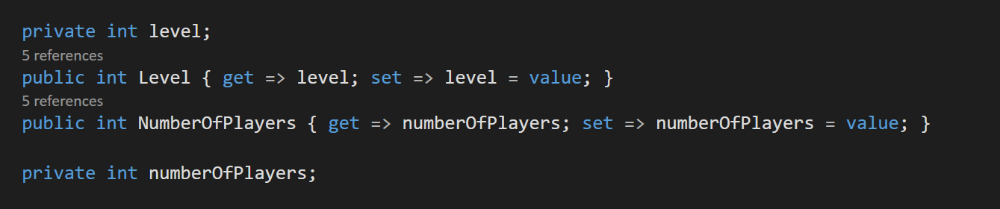 private int level;
5 references
public int Level { get => level; set => level = value; }
5 references
public int NumberOfPlayers { get => numberOfPlayers; set => numberOfPlayers = value; }
private int numberOfPlayers;